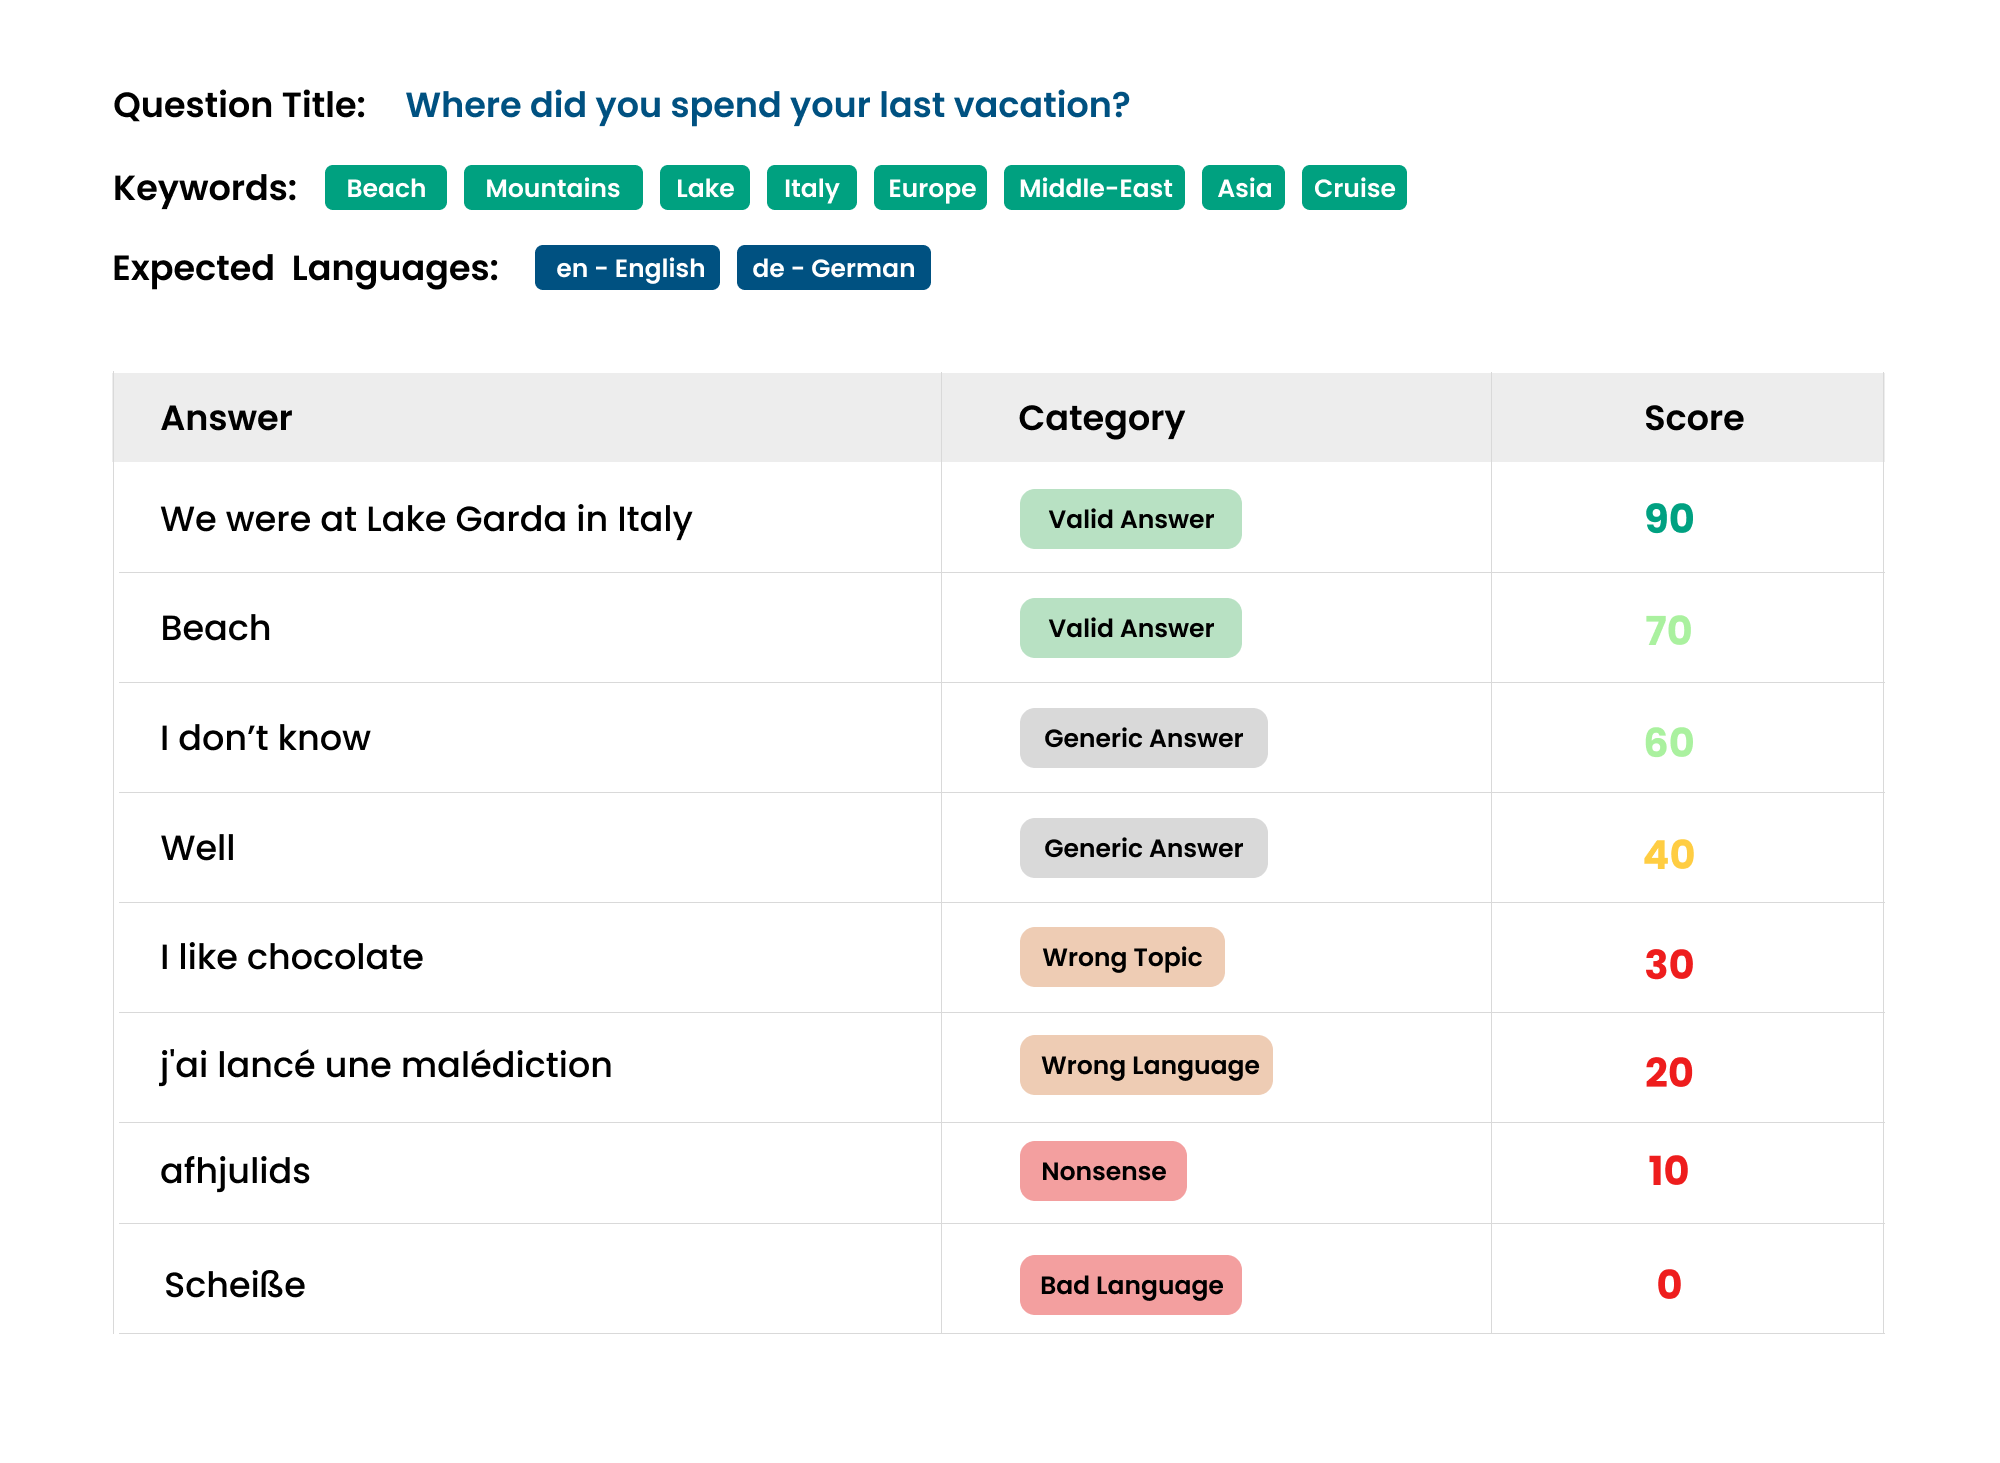 Question Title: Where did you spend your last vacation?
Keywords: Beach Mountains Lake Italy Europe Middle-East Asia Cruise
Expected Languages: en - English de - German
Answer Category Score
We were at Lake Garda in Italy Valid Answer 90
Beach Valid Answer 70
I don’t know Generic Answer 60
Well Generic Answer 40
I like chocolate Wrong Topic 30
j'ai lancé une malédiction Wrong Language 20
afhjulids Nonsense 10
Scheiße Bad Language 0